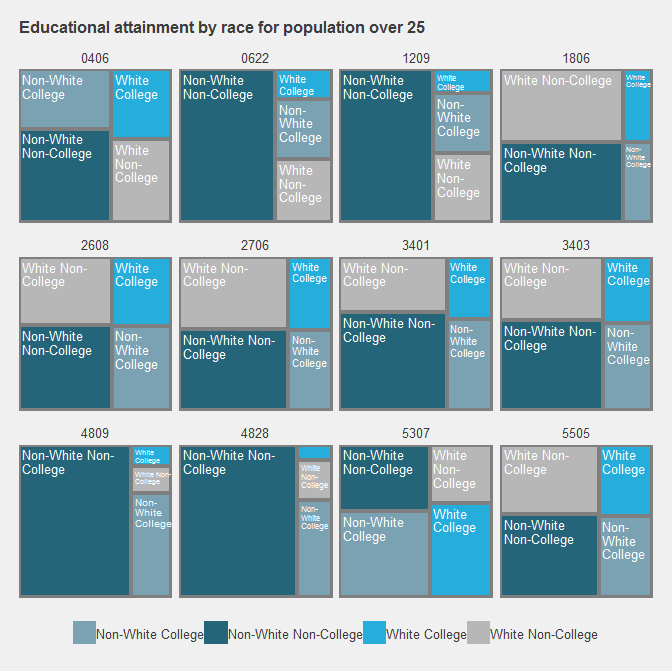 Educational attainment by race for population over 25
0406
Non-White
College
White
College
Non-White
Non-College
White
Non-
College
0622
Non-White
Non-College
White
College
Non-
White
College
White
Non-
College
1209
Non-White
Non-College
White
College
Non-
White
College
White
Non-
College
1806
White Non-College
White
College
Non-White Non-
College
Non-
White
College
2608
White Non-
College
White
College
Non-White
Non-College
Non-
White
College
2706
White Non-
College
White
College
Non-White Non-
College
Non-
White
College
3401
White Non-
College
White
College
Non-White Non-
College
Non-
White
College
3403
White Non-
College
White
College
Non-White Non-
College
Non-
White
College
4809
Non-White Non-
College
White
College
White Non-
College
Non-
White
College
4828
Non-White Non-
College
White
Non-
College
Non-
White
College
5307
Non-White
Non-College
White
Non-
College
Non-White
College
White
College
5505
White Non-
College
White
College
Non-White
Non-College
Non-
White
College
Non-White College
Non-White Non-College
White College
White Non-College